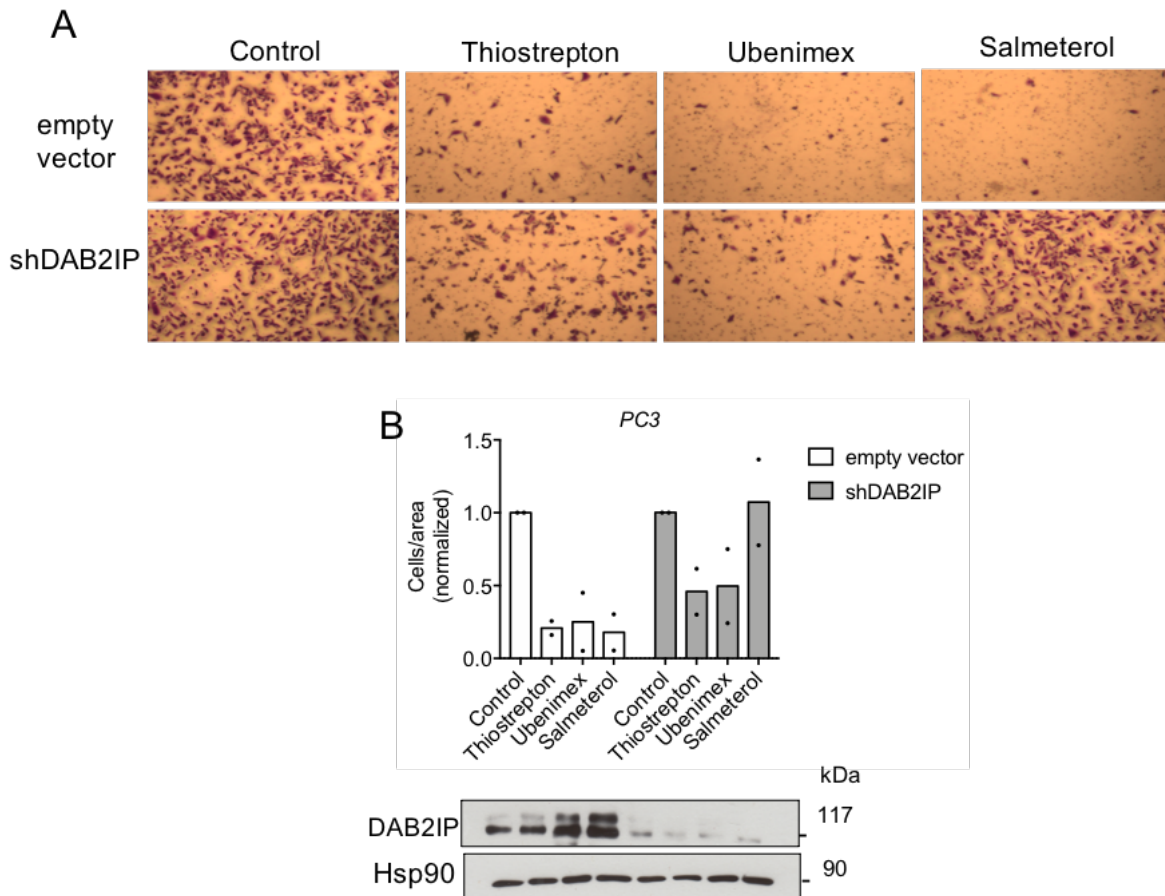 A
Control Thiostrepton Ubenimex Salmeterol
empty
vector
shDAB2IP
B
PC3
1.5
1.0
0.5
0.0
Cells/area
(normalized)
empty vector
shDAB2IP
Control
Thiostrepton
Ubenimex
Salmeterol
Control
Thiostrepton
Ubenimex
Salmeterol
kDa
DAB2IP
117
Hsp90
90